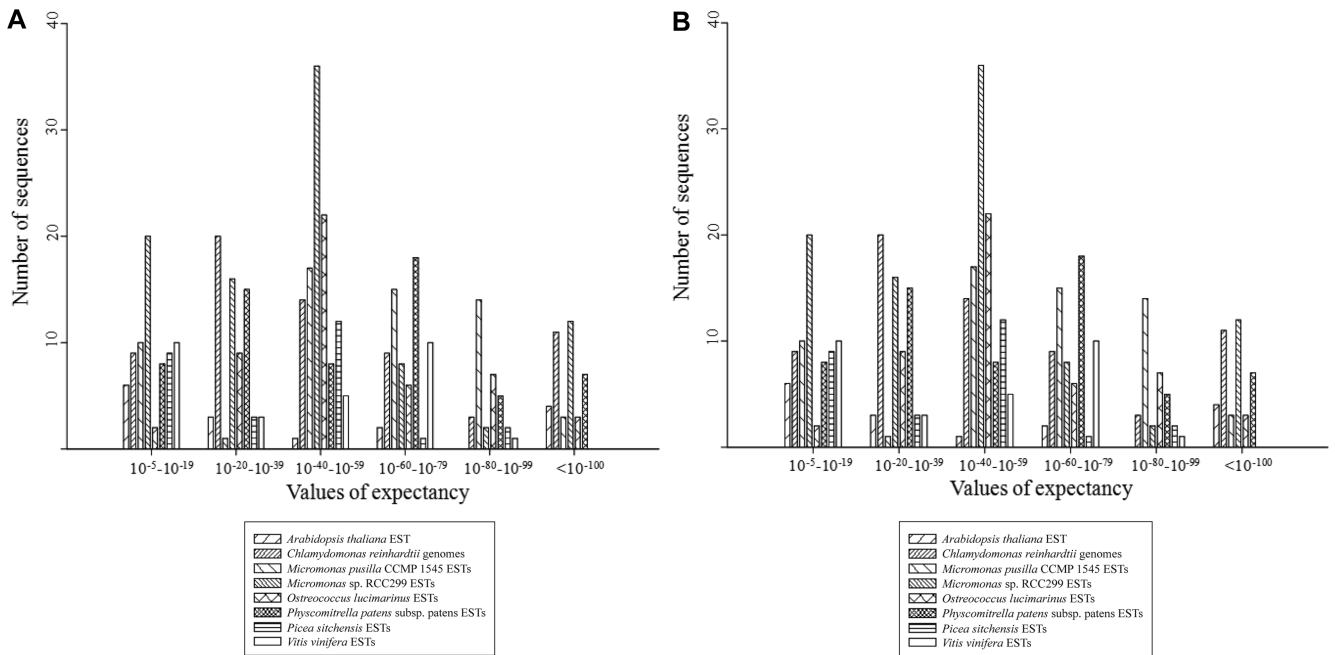 A
Number of sequences
40
30
20
10
10-5-10-19 10-20-10-39 10-40-10-59 10-60-10-79 10-80-10-99 <10-100
Values of expectancy
Arabidopsis thaliana EST
Chlamydomonas reinhardtii genomes
Micromonas pusilla CCMP 1545 ESTs
Micromonas sp. RCC299 ESTs
Ostreococcus lucimarinus ESTs
Physcomitrella patens subsp. patens ESTs
Picea sitchensis ESTs
Vitis vinifera ESTs
B
Number of sequences
40
30
20
10
10-5-10-19 10-20-10-39 10-40-10-59 10-60-10-79 10-80-10-99 <10-100
Values of expectancy
Arabidopsis thaliana EST
Chlamydomonas reinhardtii genomes
Micromonas pusilla CCMP 1545 ESTs
Micromonas sp. RCC299 ESTs
Ostreococcus lucimarinus ESTs
Physcomitrella patens subsp. patens ESTs
Picea sitchensis ESTs
Vitis vinifera ESTs